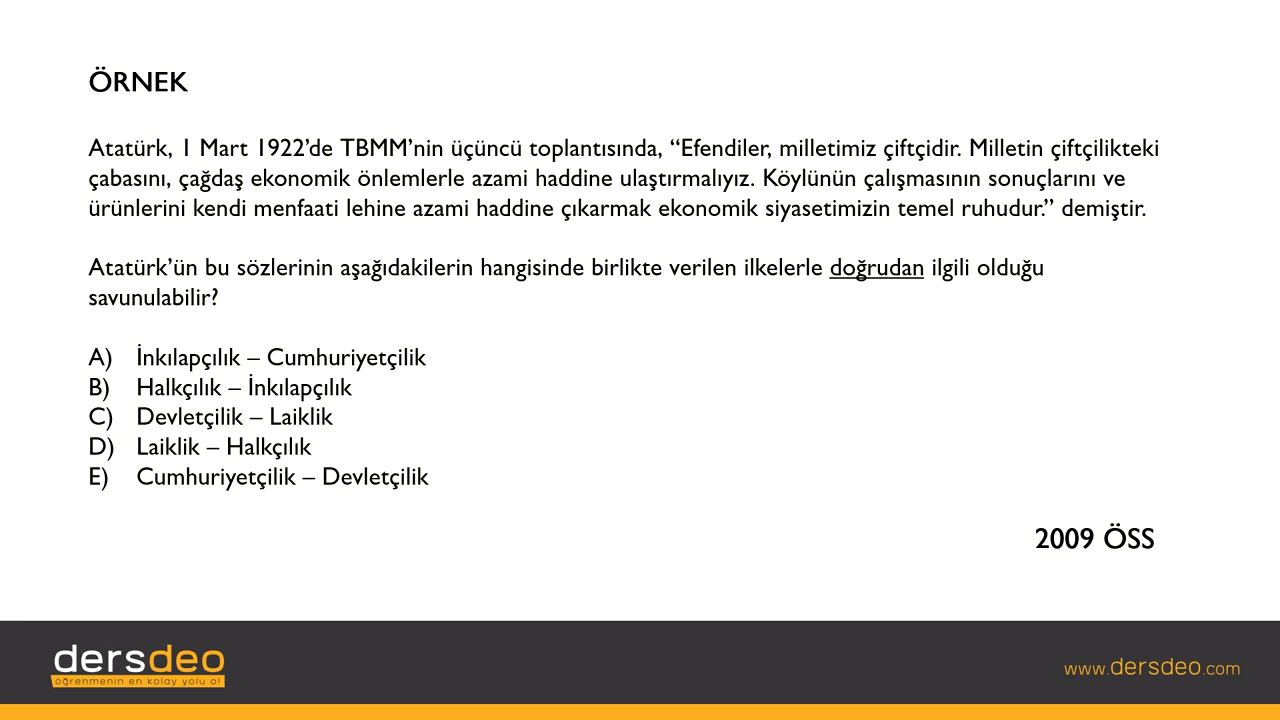 ÖRNEK
Atatürk, 1 Mart 1922’de TBMM’nin üçüncü toplantısında, “Efendiler, milletimiz çiftçidir. Milletin çiftçilikteki
çabasını, çağdaş ekonomik önlemlerle azami haddine ulaştırmalıyız. Köylünün çalışmasının sonuçlarını ve
ürünlerini kendi menfaati lehine azami haddine çıkarmak ekonomik siyasetimizin temel ruhudur.” demiştir.
Atatürk’ün bu sözlerinin aşağıdakilerin hangisinde birlikte verilen ilkelerle doğrudan ilgili olduğu
savunulabilir?
A) İnkılapçılık – Cumhuriyetçilik
B) Halkçılık – İnkılapçılık
C) Devletçilik – Laiklik
D) Laiklik – Halkçılık
E) Cumhuriyetçilik – Devletçilik
2009 ÖSS
dersdeo
öğrenmenin en kolay yolu o!
www.dersdeo.com